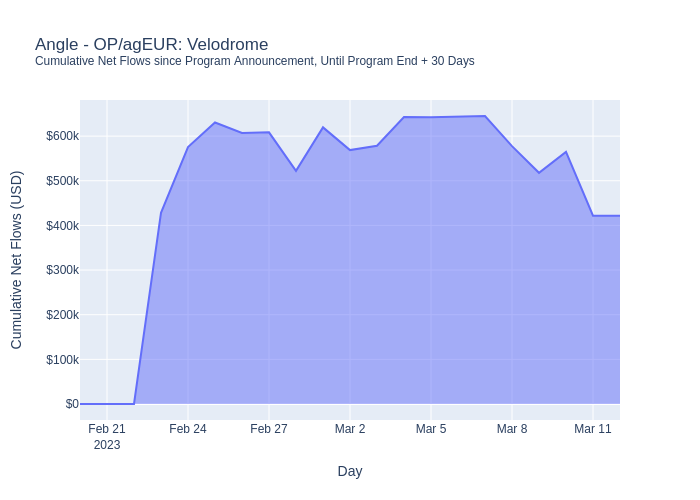 Angle - OP/agEUR: Velodrome
Cumulative Net Flows since Program Announcement, Until Program End + 30 Days
Cumulative Net Flows (USD)
$600k
$500k
$400k
$300k
$200k
$100k
$0
Feb 21 Feb 24 Feb 27 Mar 2 Mar 5 Mar 8 Mar 11
2023
Day